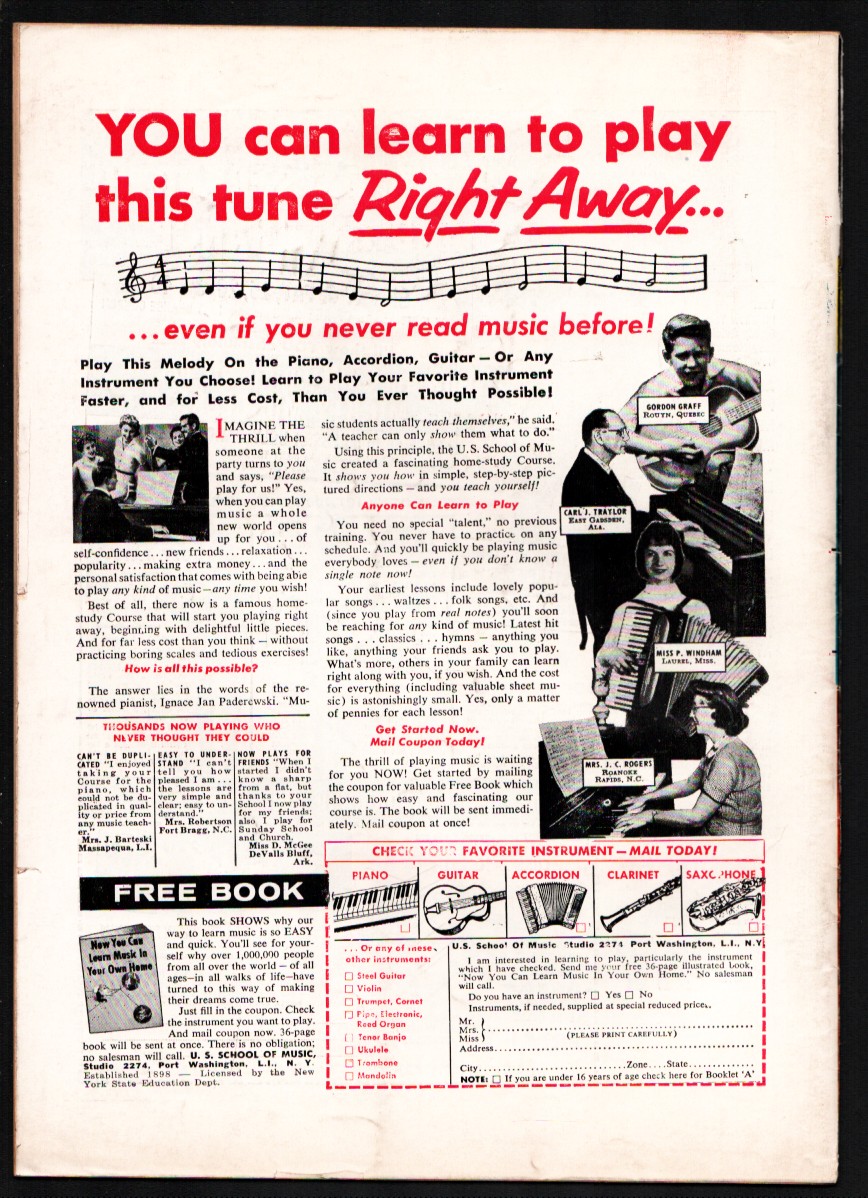 YOU can learn to play
this tune Right Away...
...even if you never read music before!
Play This Melody On the Piano, Accordion, Guitar — Or Any
Instrument You Choose! Learn to Play Your Favorite Instrument
Faster, and for Less Cost, Than You Ever Thought Possible!
IMAGINE THE
THRILL when
someone at the
party turns to you
and says, "Please
play for us!" Yes,
when you can play
music a whole
new world opens
up for you . . . of
self-confidence . . . new friends . . . relaxation . . .
popularity . . . making extra money . . . and the
personal satisfaction that comes with being able
to play any kind of music—any time you wish!
Best of all, there now is a famous home-
study Course that will start you playing right
away, beginning with delightful little pieces.
And for far less cost than you think — without
practicing boring scales and tedious exercises!
How is all this possible?
The answer lies in the words of the re-
nowned pianist, Ignace Jan Paderewski. "Mu-
sic students actually teach themselves," he said.
"A teacher can only show them what to do."
Using this principle, the U.S. School of Mu-
sic created a fascinating home-study Course.
It shows you how in simple, step-by-step pic-
tured directions — and you teach yourself!
Anyone Can Learn to Play
You need no special "talent," no previous
training. You never have to practice on any
schedule. And you'll quickly be playing music
everybody loves — even if you don't know a
single note now!
Your earliest lessons include lovely popu-
lar songs . . . waltzes . . . folk songs, etc. And
(since you play from real notes) you'll soon
be reaching for any kind of music! Latest hit
songs . . . classics . . . hymns — anything you
like, anything your friends ask you to play.
What's more, others in your family can learn
right along with you, if you wish. And the cost
for everything (including valuable sheet mu-
sic) is astonishingly small. Yes, only a matter
of pennies for each lesson!
Get Started Now.
Mail Coupon Today!
The thrill of playing music is waiting
for you NOW! Get started by mailing
the coupon for valuable Free Book which
shows how easy and fascinating our
course is. The book will be sent immedi-
ately. Mail coupon at once!
GORDON GRAFF
ROUYN, QUEBEC
CARL J. TRAYLOR
EAST GADSDEN,
ALA.
MISS P. WINDHAM
LAUREL, MISS.
MRS. J. C. ROGERS
ROANOKE
RAPIDS, N.C.
THOUSANDS NOW PLAYING WHO
NEVER THOUGHT THEY COULD
CAN'T BE DUPLI-
CATED "I enjoyed
taking your
Course for the
piano, which
could not be du-
plicated in qual-
ity or price from
any music teach-
er."
Mrs. J. Barteski
Massapequa, L.I.
EASY TO UNDER-
STAND "I can't
tell you how
pleased I am . . .
the lessons are
very simple and
clear; easy to un-
derstand."
Mrs. Robertson
Fort Bragg, N.C.
NOW PLAYS FOR
FRIENDS "When I
started I didn't
know a sharp
from a flat, but
thanks to your
School I now play
for my friends;
also I play for
Sunday School
and Church.
Miss D. McGee
DeValls Bluff,
Ark.
FREE BOOK
Now You Can
Learn Music In
Your Own Home
This book SHOWS why our
way to learn music is so EASY
and quick. You'll see for your-
self why over 1,000,000 people
from all over the world — of all
ages—in all walks of life—have
turned to this way of making
their dreams come true.
Just fill in the coupon. Check
the instrument you want to play.
And mail coupon now. 36-page
book will be sent at once. There is no obligation;
no salesman will call. U. S. SCHOOL OF MUSIC,
Studio 2274, Port Washington, L.I., N. Y.
Established 1898 — Licensed by the New
York State Education Dept.
CHECK YOUR FAVORITE INSTRUMENT—MAIL TODAY!
PIANO GUITAR ACCORDION CLARINET SAXOPHONE
. . . Or any of these
other instruments:
☐ Steel Guitar
☐ Violin
☐ Trumpet, Cornet
☐ Pipe, Electronic,
Reed Organ
☐ Tenor Banjo
☐ Ukulele
☐ Trombone
☐ Mandolin
U.S. School Of Music Studio 2274 Port Washington, L.I., N.Y.
I am interested in learning to play, particularly the instrument
which I have checked. Send me your free 36-page illustrated book,
"Now You Can Learn Music In Your Own Home." No salesman
will call.
Do you have an instrument? ☐ Yes ☐ No
Instruments, if needed, supplied at special reduced prices.
Mr.
Mrs.
Miss
(PLEASE PRINT CAREFULLY)
Address
City Zone State
NOTE: ☐ If you are under 16 years of age check here for Booklet 'A'